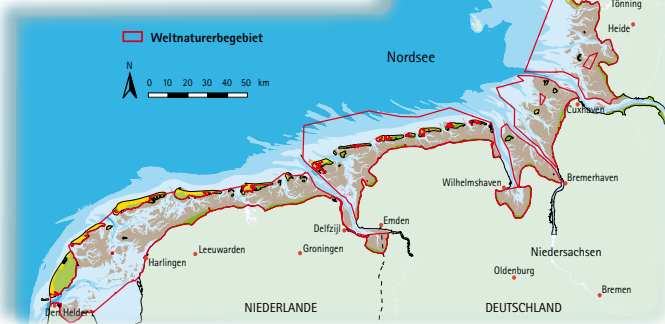 Tönning
Heide
Weltnaturerbegebiet
Nordsee
N
0 10 20 30 40 50 km
Cuxhaven
Wilhelmshaven
Bremerhaven
Emden
Delfzijl
Leeuwarden
Groningen
Niedersachsen
Harlingen
Oldenburg
Bremen
Den Helder
NIEDERLANDE
DEUTSCHLAND